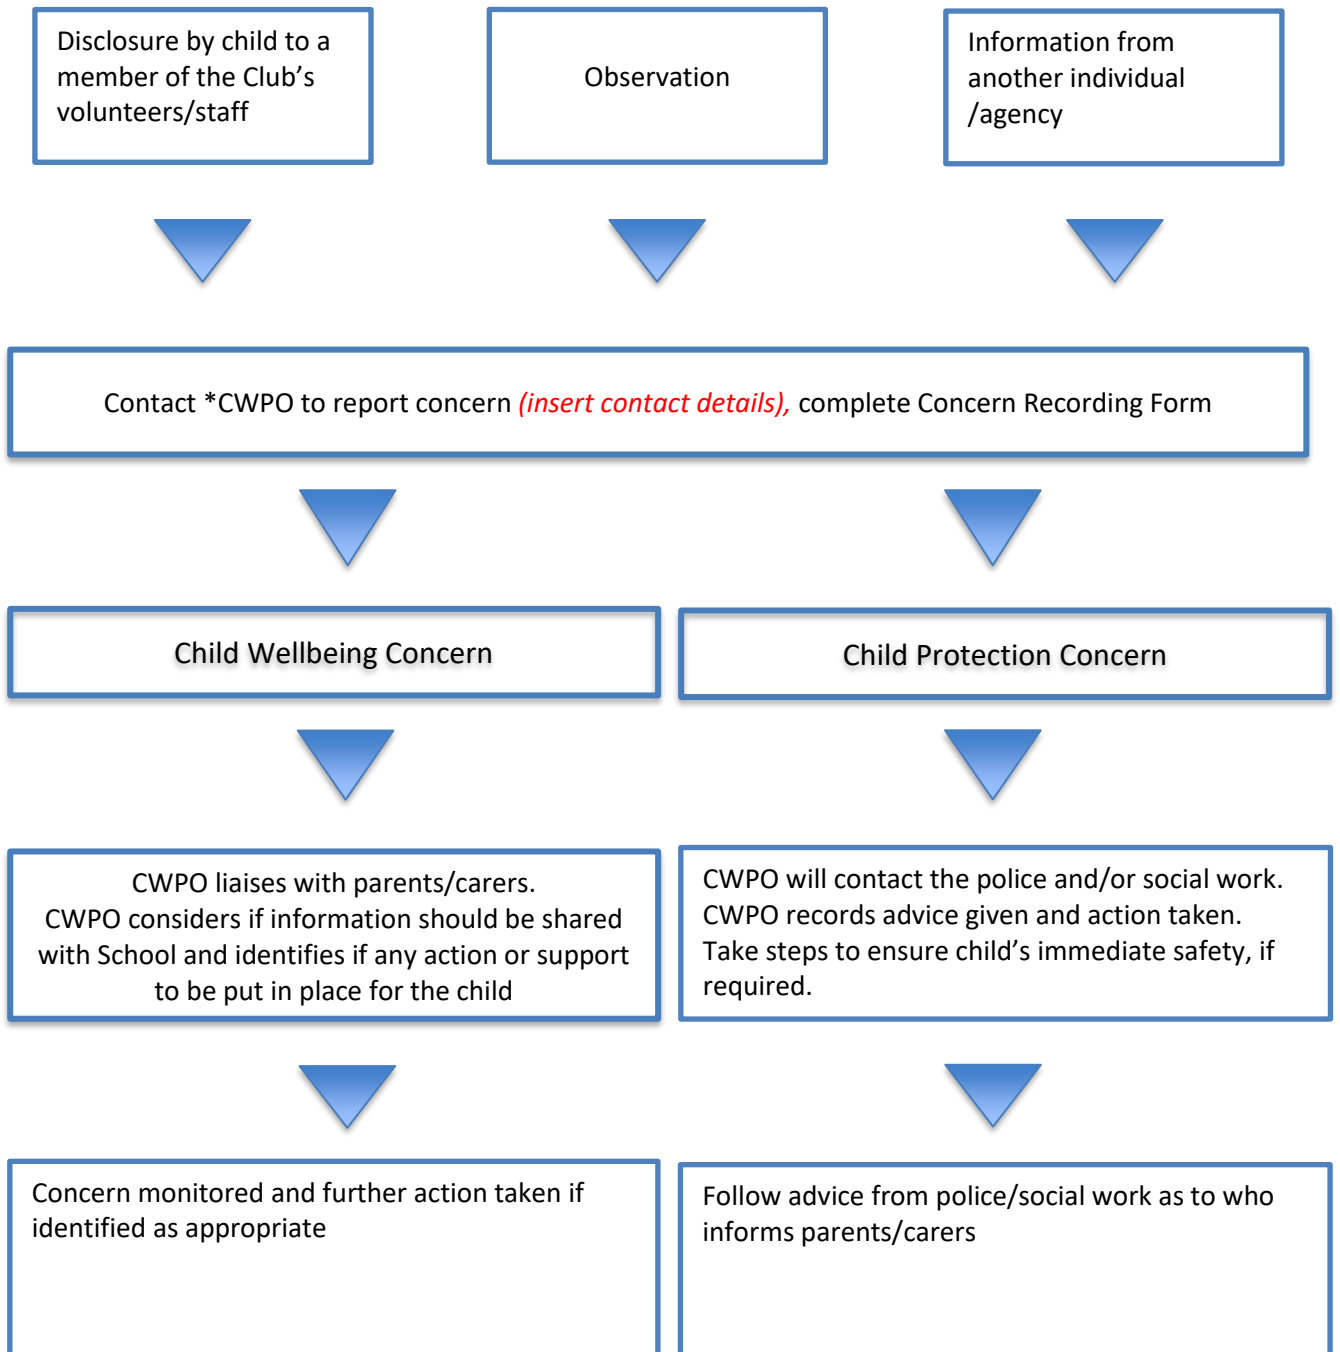 Disclosure by child to a
member of the Club’s
volunteers/staff
Observation
Information from
another individual
/agency
Contact *CWPO to report concern (insert contact details), complete Concern Recording Form
Child Wellbeing Concern
Child Protection Concern
CWPO liaises with parents/carers.
CWPO considers if information should be shared
with School and identifies if any action or support
to be put in place for the child
CWPO will contact the police and/or social work.
CWPO records advice given and action taken.
Take steps to ensure child’s immediate safety, if
required.
Concern monitored and further action taken if
identified as appropriate
Follow advice from police/social work as to who
informs parents/carers